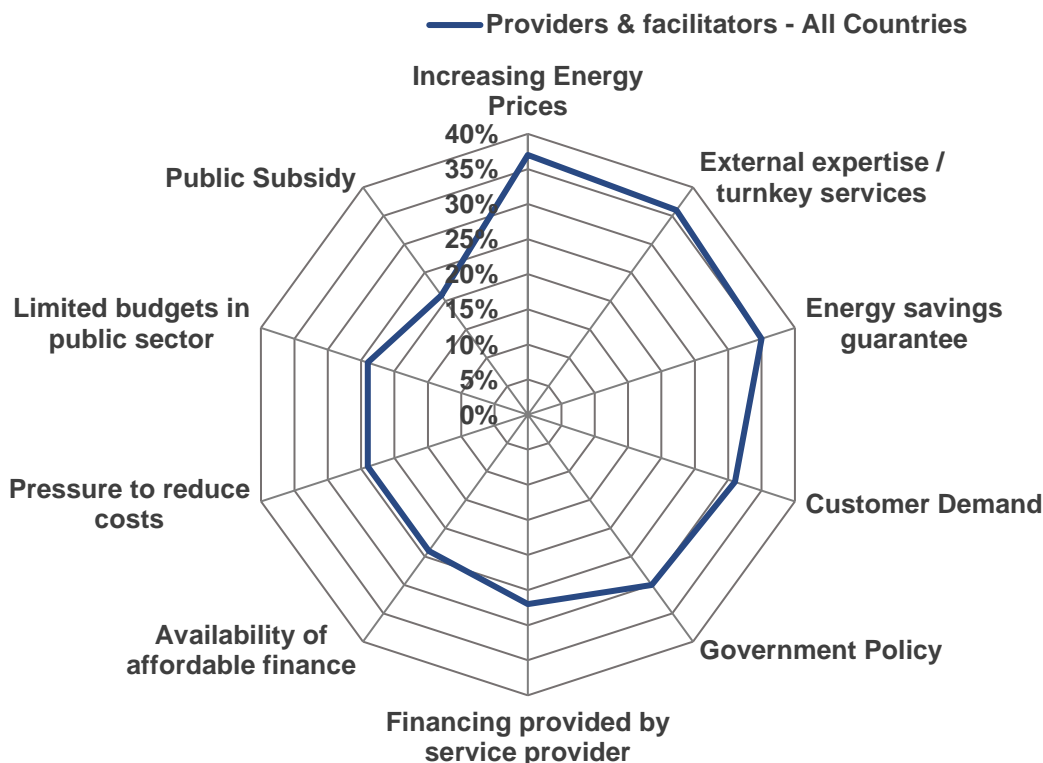 Providers & facilitators - All Countries
Increasing Energy
Prices
40%
35%
30%
25%
20%
15%
10%
5%
0%
External expertise /
turnkey services
Energy savings
guarantee
Customer Demand
Government Policy
Financing provided by
service provider
Availability of
affordable finance
Pressure to reduce
costs
Limited budgets in
public sector
Public Subsidy